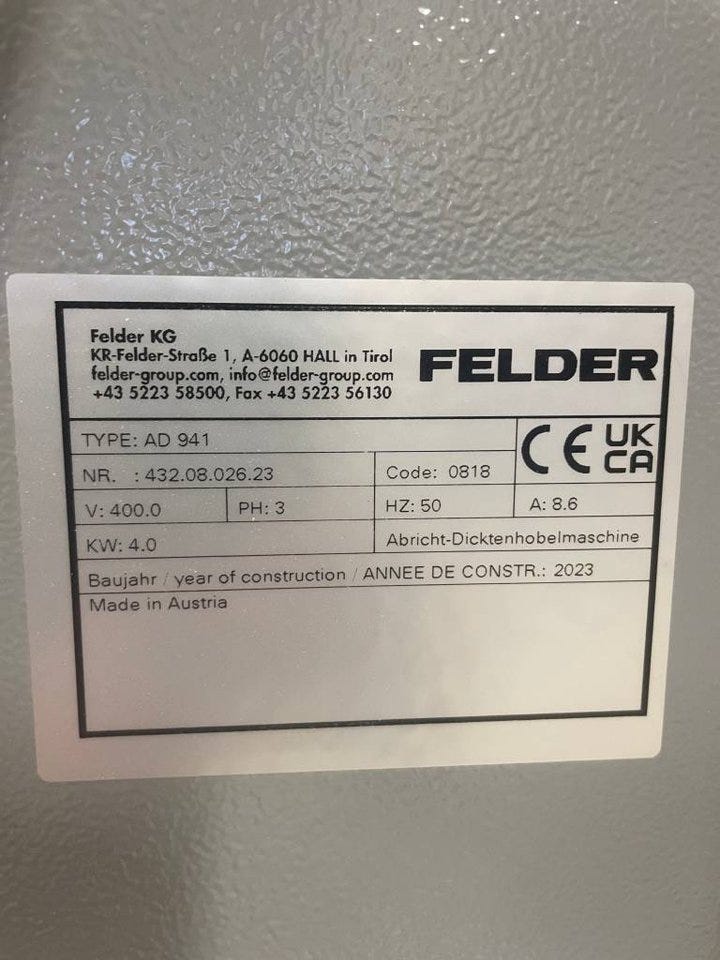 Felder KG
KR-Felder-Straße 1, A-6060 HALL in Tirol
felder-group.com, info@felder-group.com
+43 5223 58500, Fax +43 5223 56130
FELDER
TYPE: AD 941
CE UK
CA
NR. : 432.08.026.23
Code: 0818
V: 400.0
PH: 3
HZ: 50
A: 8.6
KW: 4.0
Abricht-Dicktenhobelmaschine
Baujahr / year of construction / ANNEE DE CONSTR.: 2023
Made in Austria